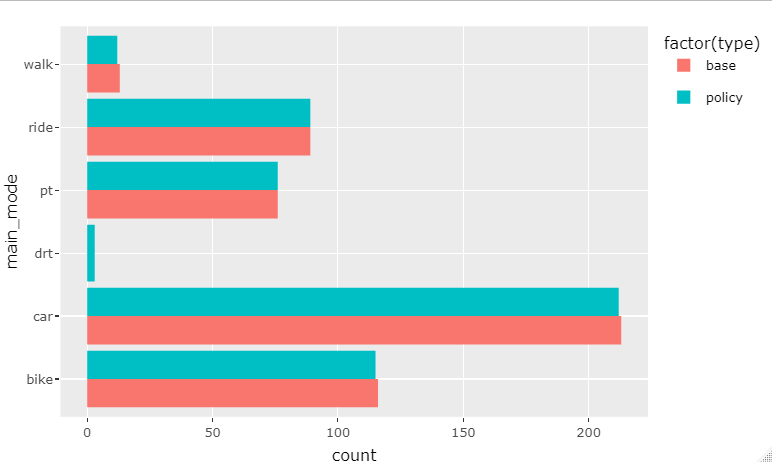 factor(type)
base
policy
main_mode
walk
ride
pt
drt
car
bike
0 50 100 150 200
count